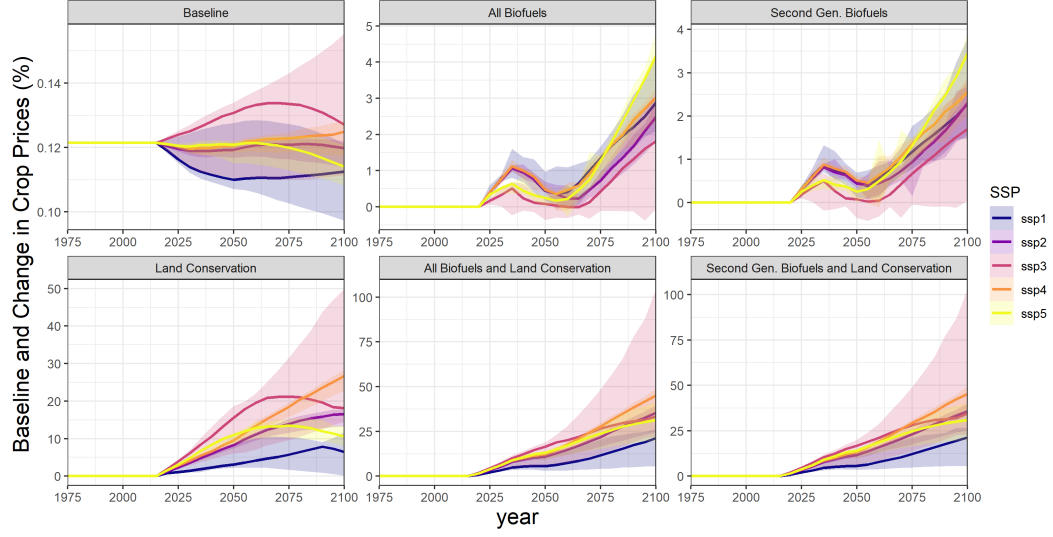 Baseline and Change in Crop Prices (%)
Baseline
All Biofuels
Second Gen. Biofuels
0.14
0.12
0.10
5
4
3
2
1
0
4
3
2
1
0
1975 2000 2025 2050 2075 2100
1975 2000 2025 2050 2075 2100
1975 2000 2025 2050 2075 2100
Land Conservation
All Biofuels and Land Conservation
Second Gen. Biofuels and Land Conservation
50
40
30
20
10
0
100
75
50
25
0
100
75
50
25
0
1975 2000 2025 2050 2075 2100
1975 2000 2025 2050 2075 2100
1975 2000 2025 2050 2075 2100
year
SSP
ssp1
ssp2
ssp3
ssp4
ssp5